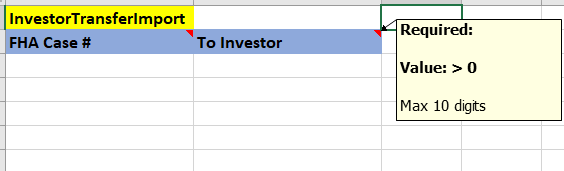 InvestorTransferImport
FHA Case #
To Investor
Required:
Value: > 0
Max 10 digits